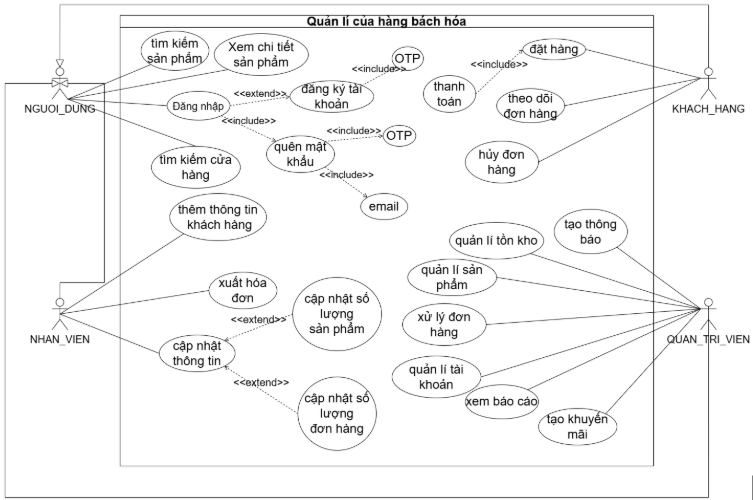 Quản lí của hàng bách hóa
tìm kiếm
sản phẩm
Xem chi tiết
sản phẩm
OTP
<<include>>
đặt hàng
<<include>>
thanh
toán
NGUOI_DUNG
Đăng nhập
<<extend>>
đăng ký tài
khoản
KHACH_HANG
theo dõi
đơn hàng
<<include>>
<<include>>
OTP
quên mật
khẩu
hủy đơn
hàng
tìm kiếm cửa
hàng
<<include>>
email
thêm thông tin
khách hàng
tạo thông
báo
quản lí tồn kho
quản lí sản
phẩm
xuất hóa
đơn
cập nhật số
lượng
sản phẩm
<<extend>>
xử lý đơn
hàng
NHAN_VIEN
QUAN_TRI_VIEN
cập nhật
thông tin
quản lí tài
khoản
<<extend>>
cập nhật số
lượng
đơn hàng
xem báo cáo
tạo khuyến
mãi